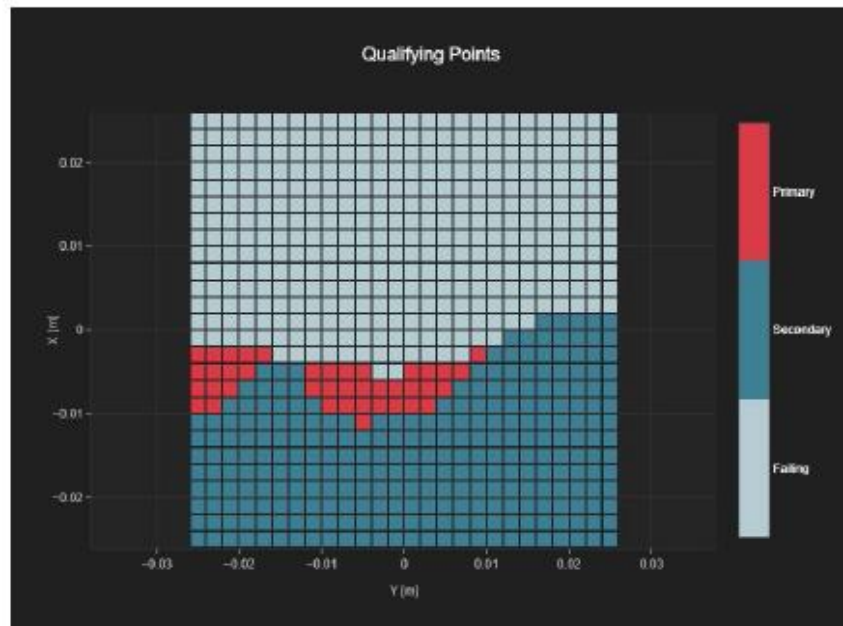 Qualifying Points
0.02
0.01
0
−0.01
−0.02
X [m]
−0.03
−0.02
−0.01
0
0.01
0.02
0.03
Y [m]
Primary
Secondary
Failing